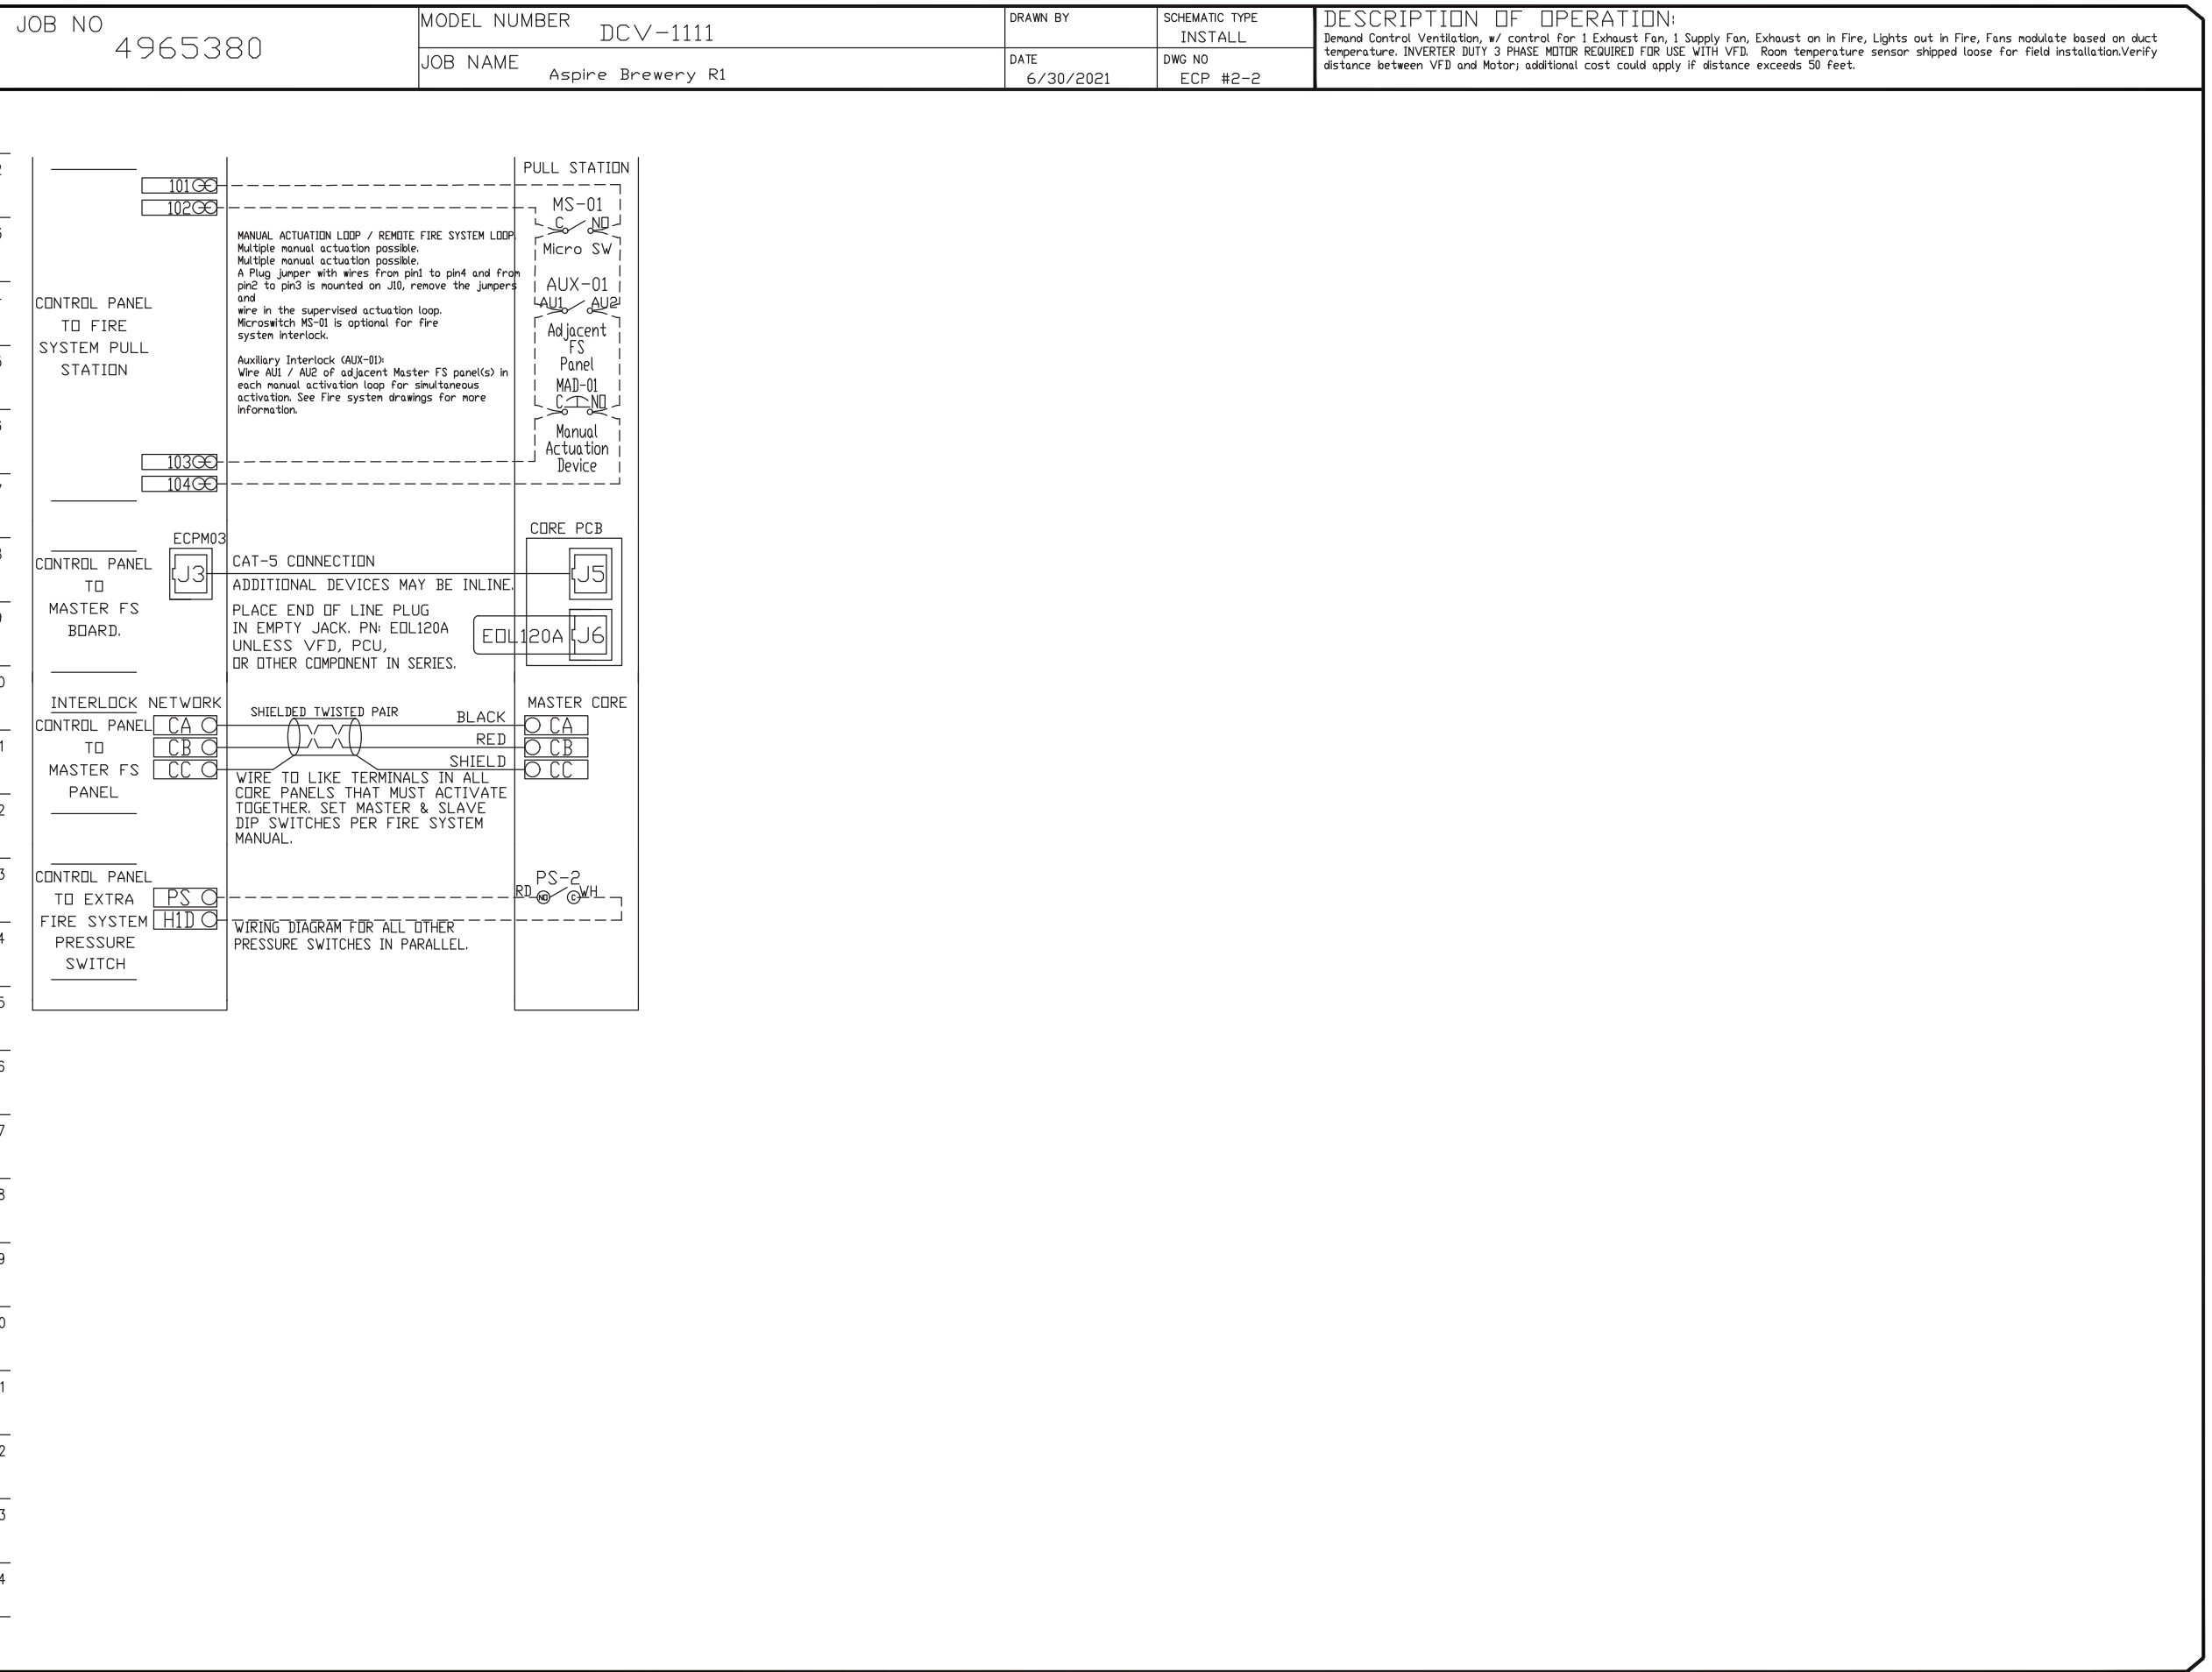 JOB NO
4965380
MODEL NUMBER
DCV-1111
JOB NAME
Aspire Brewery R1
DRAWN BY
DATE
6/30/2021
SCHEMATIC TYPE
INSTALL
DWG NO
ECP #2-2
DESCRIPTION OF OPERATION:
Demand Control Ventilation, w/ control for 1 Exhaust Fan, 1 Supply Fan, Exhaust on in Fire, Lights out in Fire, Fans modulate based on duct
temperature. INVERTER DUTY 3 PHASE MOTOR REQUIRED FOR USE WITH VFD.  Room temperature sensor shipped loose for field installation.Verify
distance between VFD and Motor; additional cost could apply if distance exceeds 50 feet.
CONTROL PANEL
TO FIRE
SYSTEM PULL
STATION
101
102
103
104
MANUAL ACTUATION LOOP / REMOTE FIRE SYSTEM LOOP.
Multiple manual actuation possible.
Multiple manual actuation possible.
A Plug jumper with wires from pin1 to pin4 and from
pin2 to pin3 is mounted on J10, remove the jumpers
and
wire in the supervised actuation loop.
Microswitch MS-01 is optional for fire
system interlock.
Auxiliary Interlock (AUX-01):
Wire AU1 / AU2 of adjacent Master FS panel(s) in
each manual activation loop for simultaneous
activation. See Fire system drawings for more
information.
PULL STATION
MS-01
C NO
Micro SW
AUX-01
AU1 AU2
Adjacent
FS
Panel
MAD-01
C NO
Manual
Actuation
Device
CONTROL PANEL
TO
MASTER FS
BOARD.
ECPM03
J3
CAT-5 CONNECTION
ADDITIONAL DEVICES MAY BE INLINE.
PLACE END OF LINE PLUG
IN EMPTY JACK. PN: EOL120A
UNLESS VFD, PCU,
OR OTHER COMPONENT IN SERIES.
CORE PCB
J5
EOL120A J6
INTERLOCK NETWORK
CONTROL PANEL
TO
MASTER FS
PANEL
CA
CB
CC
SHIELDED TWISTED PAIR
BLACK
RED
SHIELD
WIRE TO LIKE TERMINALS IN ALL
CORE PANELS THAT MUST ACTIVATE
TOGETHER. SET MASTER & SLAVE
DIP SWITCHES PER FIRE SYSTEM
MANUAL.
MASTER CORE
CA
CB
CC
CONTROL PANEL
TO EXTRA
FIRE SYSTEM
PRESSURE
SWITCH
PS
H1D
WIRING DIAGRAM FOR ALL OTHER
PRESSURE SWITCHES IN PARALLEL.
PS-2
RD NO C WH